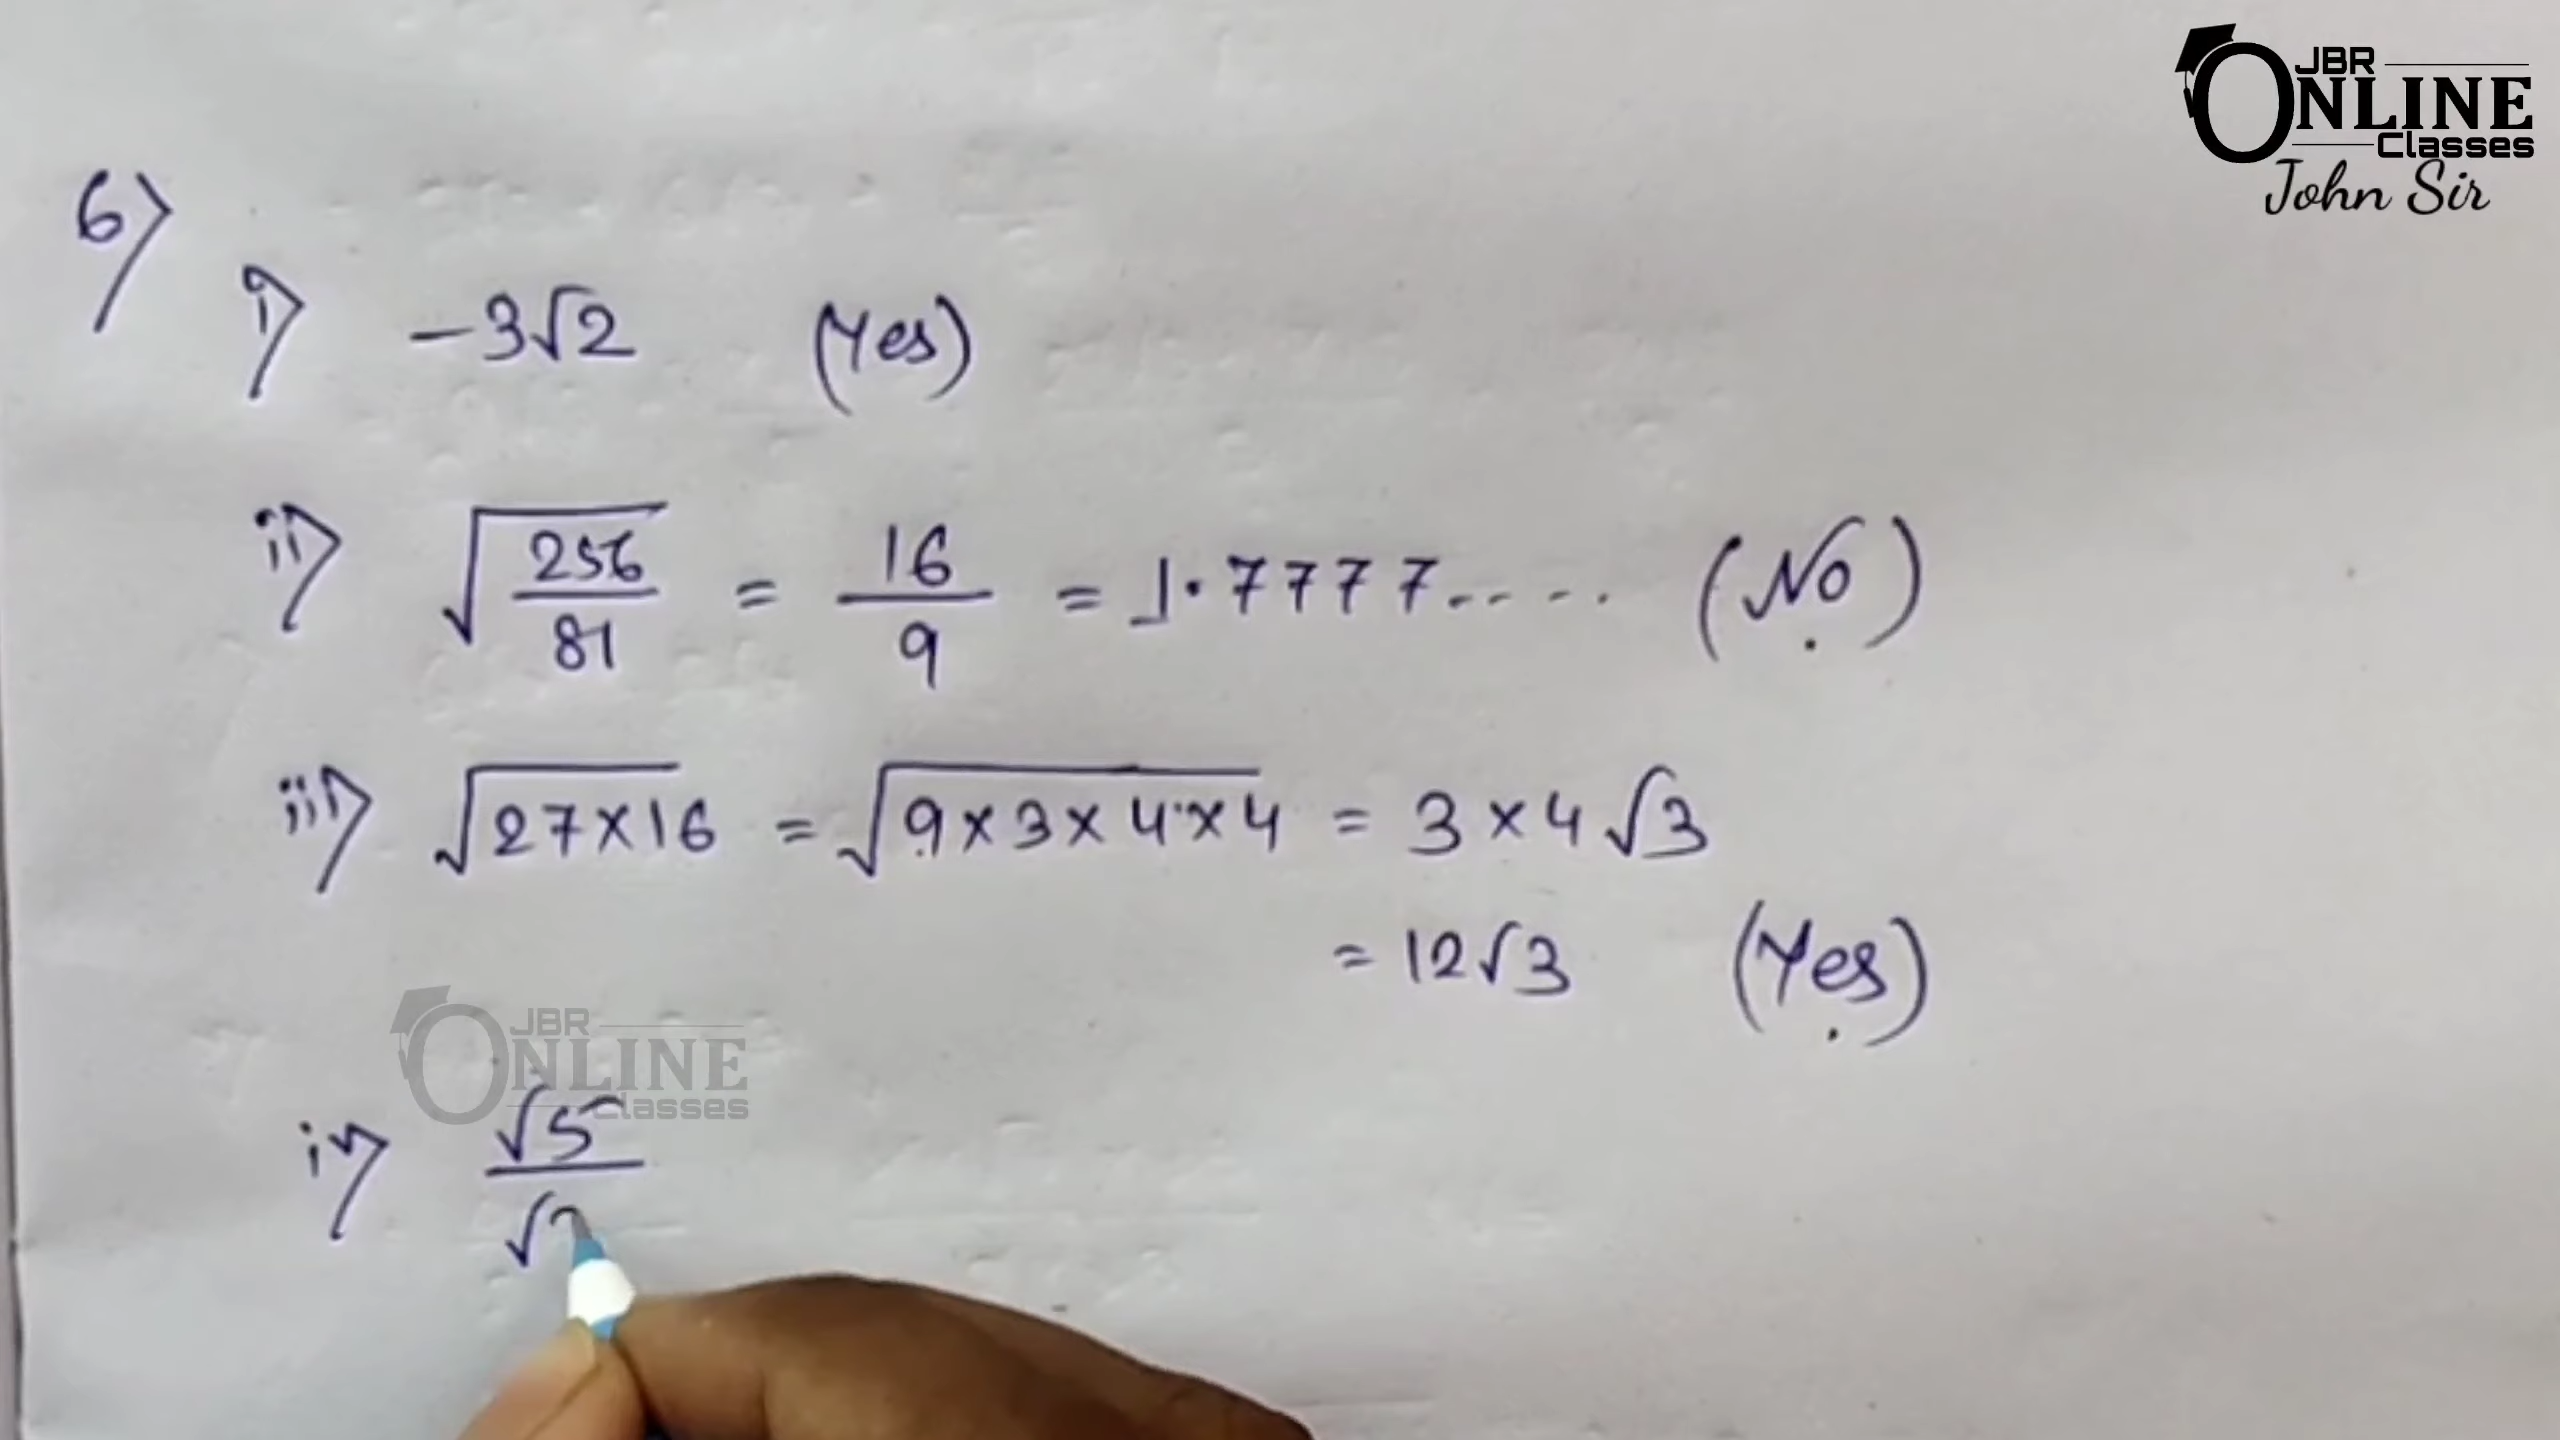 JBR
ONLINE
Classes
John Sir
6)
i) -3√2 (Yes)
ii) √(256/81) = 16/9 = 1.7777.... (No)
iii) √27×16 = √9×3×4×4 = 3×4√3
= 12√3 (Yes)
JBR
ONLINE
Classes
iv) √5/√